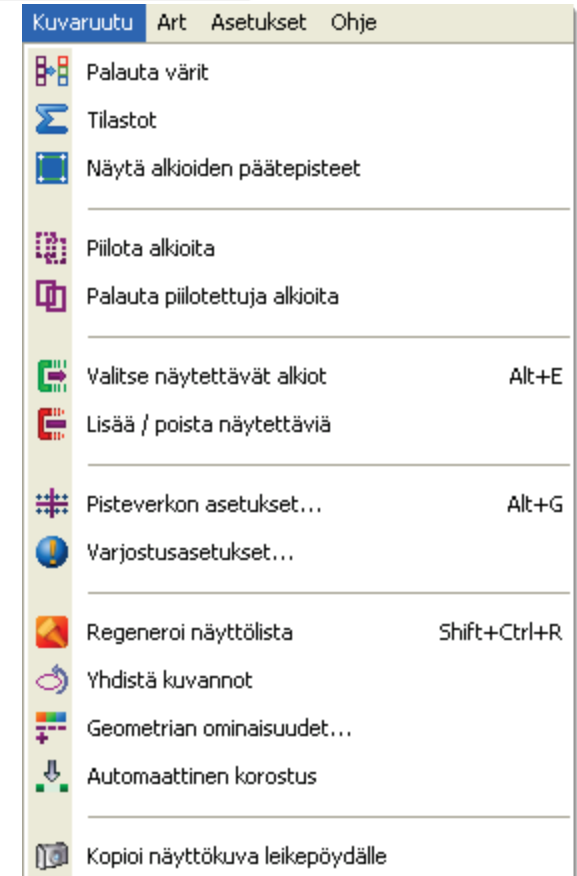 Kuvaruutu Art Asetukset Ohje
Palauta värit
Tilastot
Näytä alkioiden päätepisteet
Piilota alkioita
Palauta piilotettuja alkioita
Valitse näytettävät alkiot Alt+E
Lisää / poista näytettäviä
Pisteverkon asetukset... Alt+G
Varjostusasetukset...
Regeneroi näyttölista Shift+Ctrl+R
Yhdistä kuvannot
Geometrian ominaisuudet...
Automaattinen korostus
Kopioi näyttökuva leikepöydälle